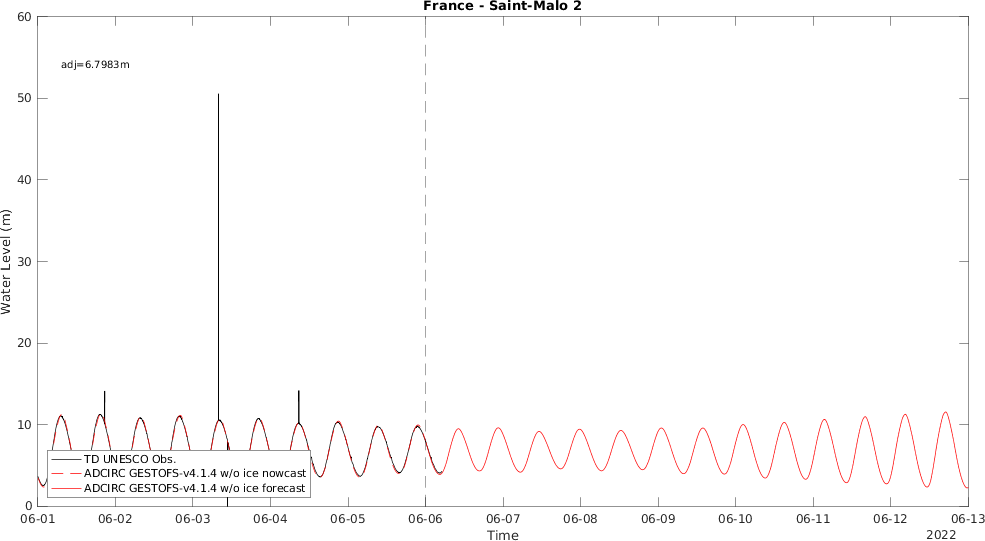 France - Saint-Malo 2
60
adj=6.7983m
50
40
30
20
10
0
Water Level (m)
TD UNESCO Obs.
ADCIRC GESTOFS-v4.1.4 w/o ice nowcast
ADCIRC GESTOFS-v4.1.4 w/o ice forecast
06-01 06-02 06-03 06-04 06-05 06-06 06-07 06-08 06-09 06-10 06-11 06-12 06-13
Time
2022